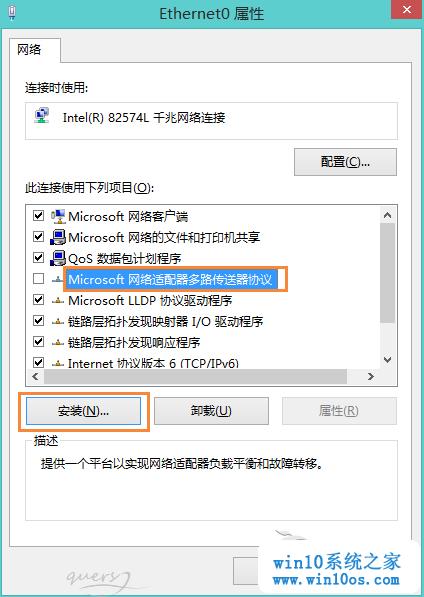 Ethernet0 属性
网络
连接时使用:
Intel(R) 82574L 千兆网络连接
配置(C)...
此连接使用下列项目(O):
Microsoft 网络客户端
Microsoft 网络的文件和打印机共享
QoS 数据包计划程序
Microsoft 网络适配器多路传送器协议
Microsoft LLDP 协议驱动程序
链路层拓扑发现映射器 I/O 驱动程序
链路层拓扑发现响应程序
Internet 协议版本 6 (TCP/IPv6)
安装(N)...
卸载(U)
属性(R)
描述
提供一个平台以实现网络适配器负载平衡和故障转移。
win10系统之家
www.win10os.com